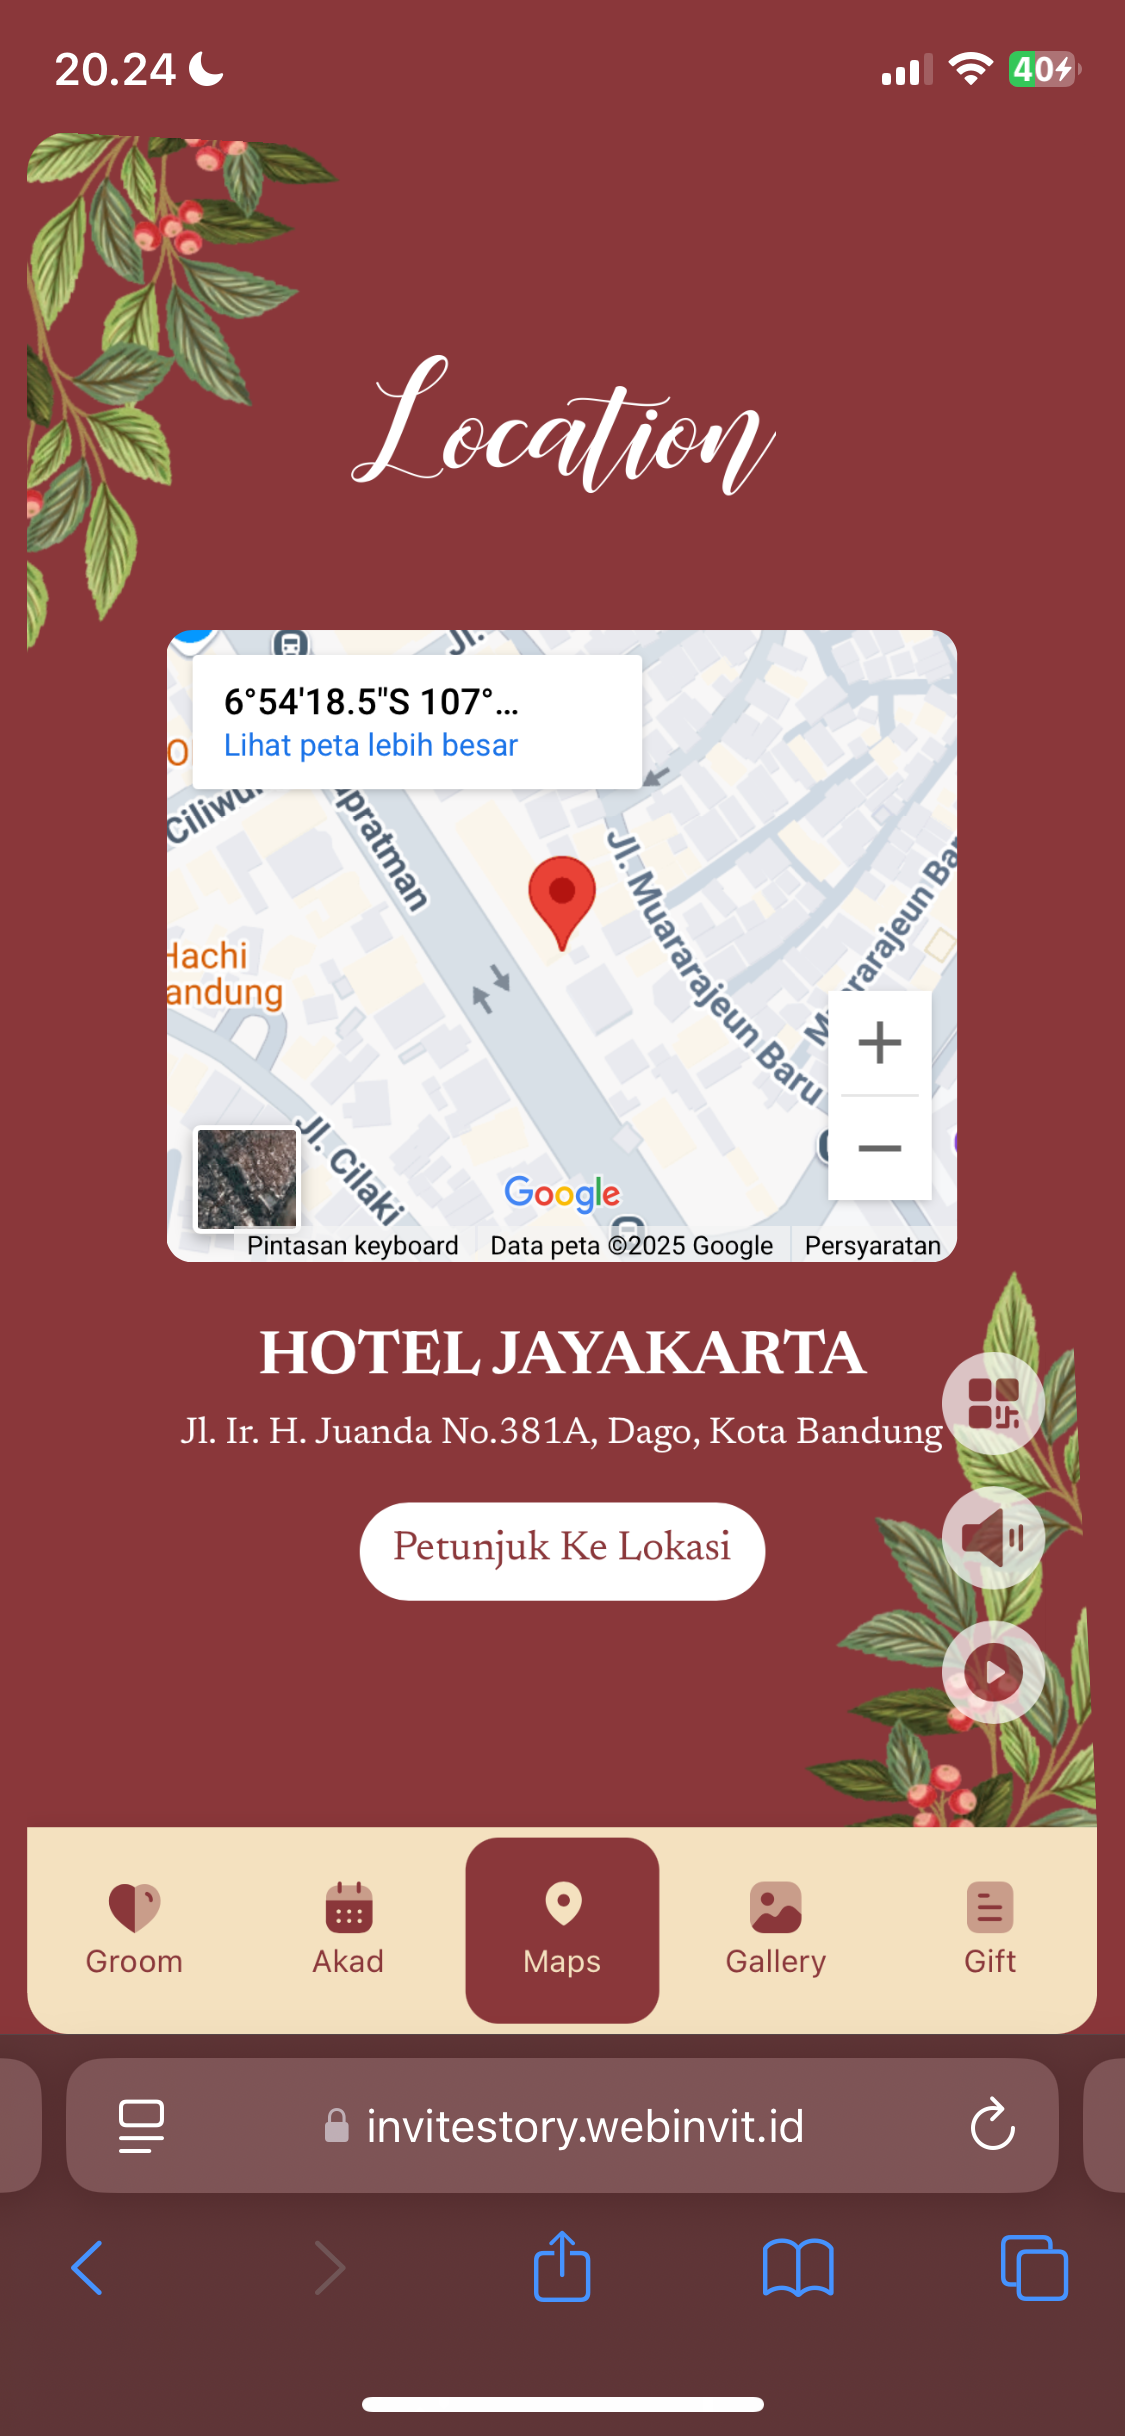 20.24
40
Location
6°54'18.5"S 107°...
Lihat peta lebih besar
Jl.
Ciliwu
pratman
Jl. Muararajeun Baru
rarajeun Ba
Hachi
andung
Jl. Cilaki
Google
Pintasan keyboard
Data peta ©2025 Google
Persyaratan
HOTEL JAYAKARTA
Jl. Ir. H. Juanda No.381A, Dago, Kota Bandung
Petunjuk Ke Lokasi
Groom
Akad
Maps
Gallery
Gift
invitestory.webinvit.id